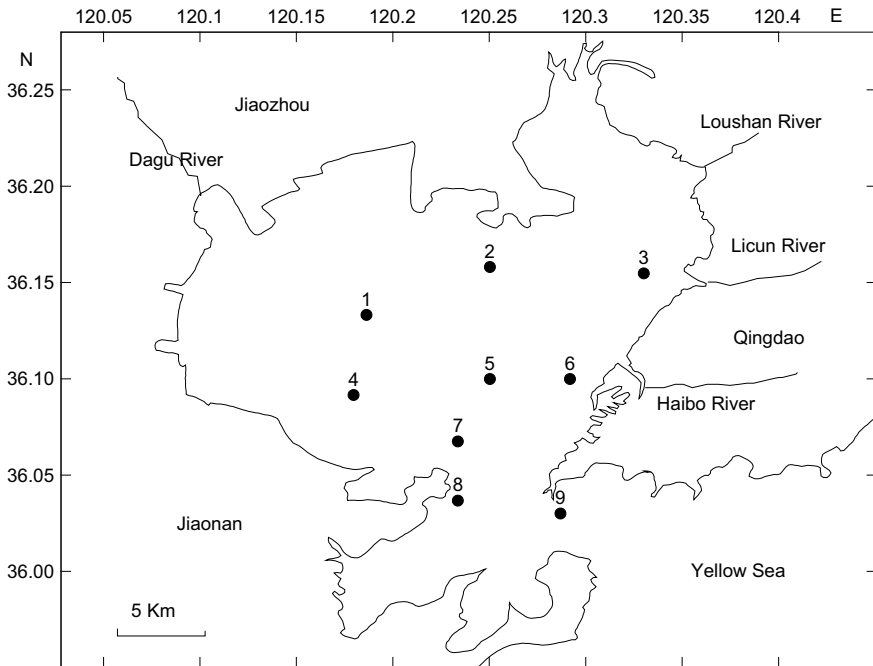 120.05 120.1 120.15 120.2 120.25 120.3 120.35 120.4 E
N
36.25
Jiaozhou
Loushan River
Dagu River
36.20
Licun River
2
3
36.15
1
Qingdao
5
6
36.10
4
Haibo River
7
36.05
8
9
Jiaonan
36.00
Yellow Sea
5 Km